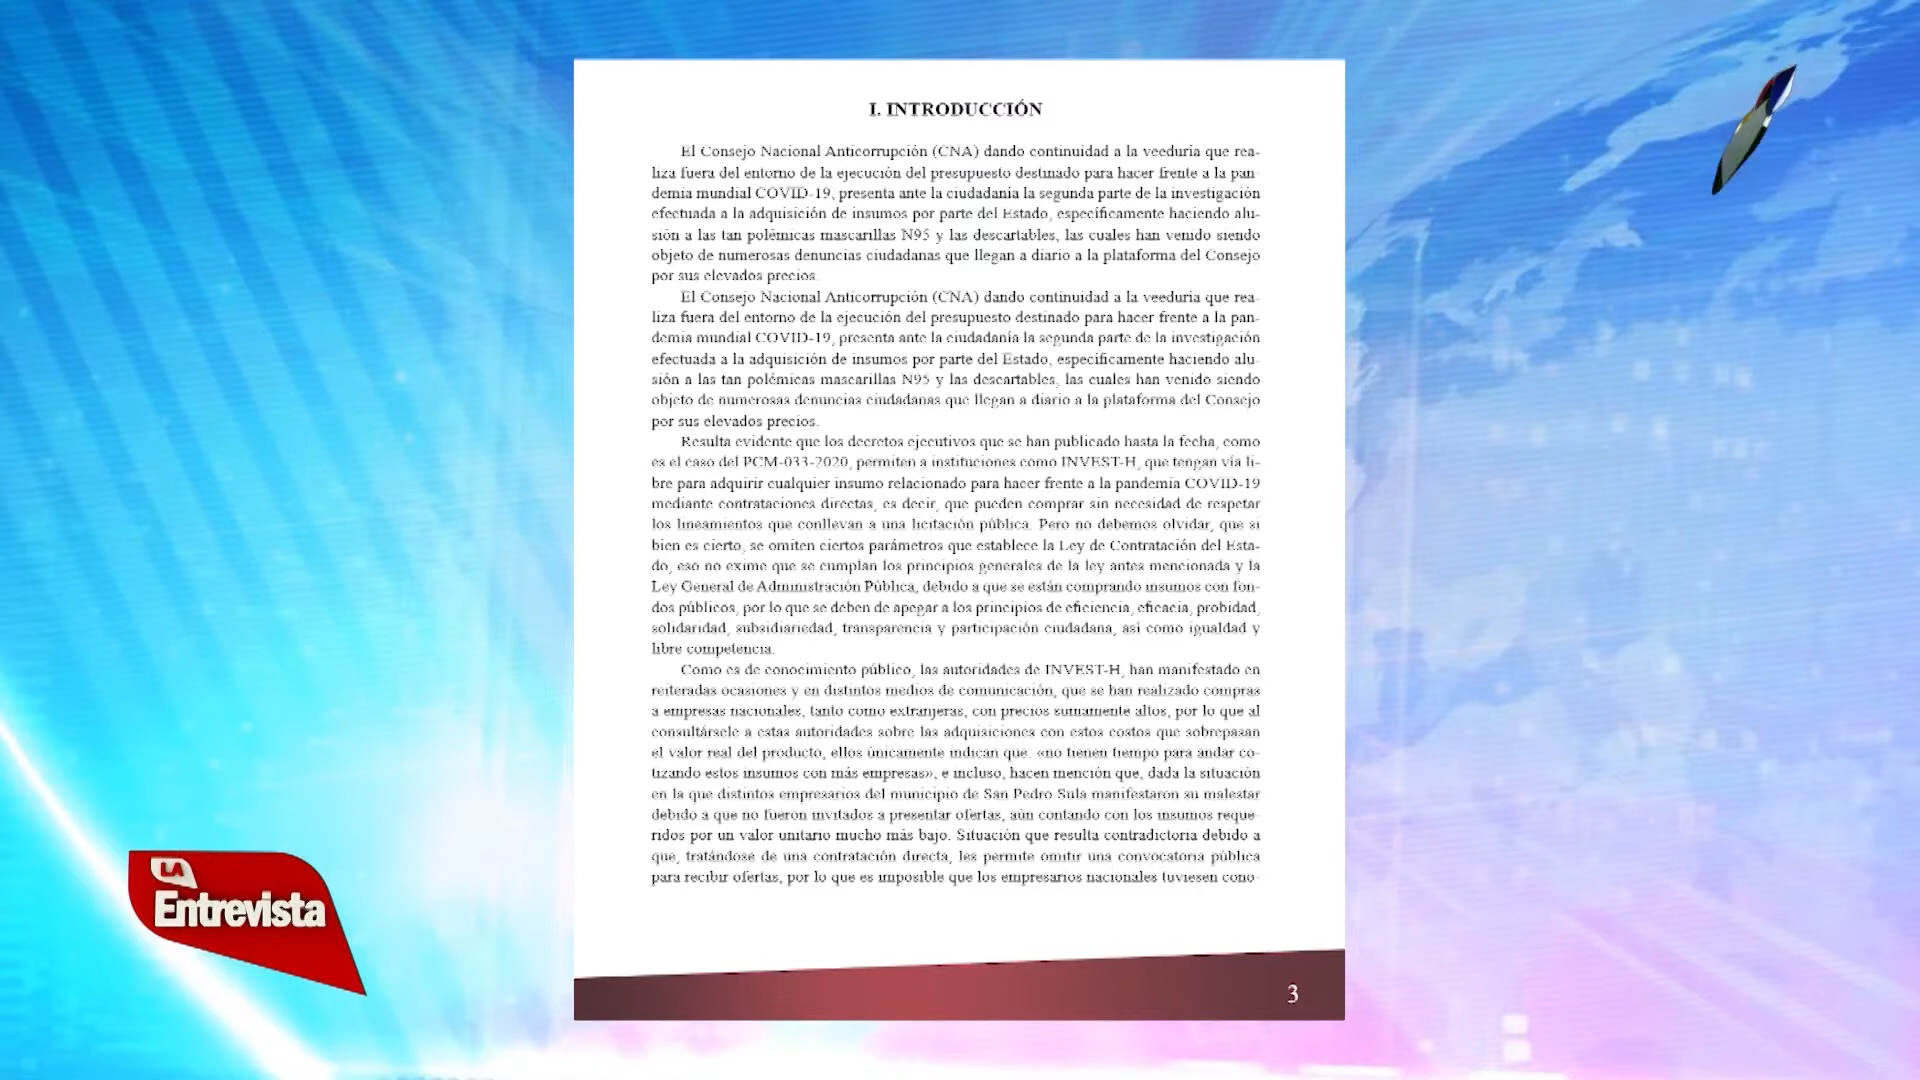 I. INTRODUCCIÓN
El Consejo Nacional Anticorrupción (CNA) dando continuidad a la veeduría que rea-
liza fuera del entorno de la ejecución del presupuesto destinado para hacer frente a la pan-
demia mundial COVID-19, presenta ante la ciudadanía la segunda parte de la investigación
efectuada a la adquisición de insumos por parte del Estado, específicamente haciendo alu-
sión a las tan polémicas mascarillas N95 y las descartables, las cuales han venido siendo
objeto de numerosas denuncias ciudadanas que llegan a diario a la plataforma del Consejo
por sus elevados precios.
El Consejo Nacional Anticorrupción (CNA) dando continuidad a la veeduría que rea-
liza fuera del entorno de la ejecución del presupuesto destinado para hacer frente a la pan-
demia mundial COVID-19, presenta ante la ciudadanía la segunda parte de la investigación
efectuada a la adquisición de insumos por parte del Estado, específicamente haciendo alu-
sión a las tan polémicas mascarillas N95 y las descartables, las cuales han venido siendo
objeto de numerosas denuncias ciudadanas que llegan a diario a la plataforma del Consejo
por sus elevados precios.
Resulta evidente que los decretos ejecutivos que se han publicado hasta la fecha, como
es el caso del PCM-033-2020, permiten a instituciones como INVEST-H, que tengan vía li-
bre para adquirir cualquier insumo relacionado para hacer frente a la pandemia COVID-19
mediante contrataciones directas, es decir, que pueden comprar sin necesidad de respetar
los lineamientos que conllevan a una licitación pública. Pero no debemos olvidar, que si
bien es cierto, se omiten ciertos parámetros que establece la Ley de Contratación del Esta-
do, eso no exime que se cumplan los principios generales de la ley antes mencionada y la
Ley General de Administración Pública, debido a que se están comprando insumos con fon-
dos públicos, por lo que se deben de apegar a los principios de eficiencia, eficacia, probidad,
solidaridad, subsidiariedad, transparencia y participación ciudadana, así como igualdad y
libre competencia.
Como es de conocimiento público, las autoridades de INVEST-H, han manifestado en
reiteradas ocasiones y en distintos medios de comunicación, que se han realizado compras
a empresas nacionales, tanto como extranjeras, con precios sumamente altos, por lo que al
consultársele a estas autoridades sobre las adquisiciones con estos costos que sobrepasan
el valor real del producto, ellos únicamente indican que: «no tienen tiempo para andar co-
tizando estos insumos con más empresas», e incluso, hacen mención que, dada la situación
en la que distintos empresarios del municipio de San Pedro Sula manifestaron su malestar
debido a que no fueron invitados a presentar ofertas, aún contando con los insumos reque-
ridos por un valor unitario mucho más bajo. Situación que resulta contradictoria debido a
que, tratándose de una contratación directa, les permite omitir una convocatoria pública
para recibir ofertas, por lo que es imposible que los empresarios nacionales tuviesen cono-
3
LA
Entrevista